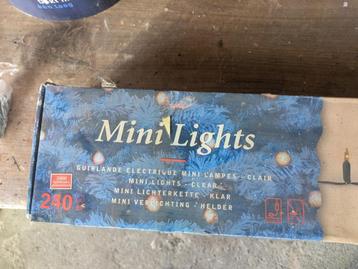 Mini Lights
GUIRLANDE ELECTRIQUE MINI LAMPES - CLAIR
MINI LIGHTS - CLEAR
MINI LICHTERKETTE - KLAR
MINI VERLICHTING - HELDER
240